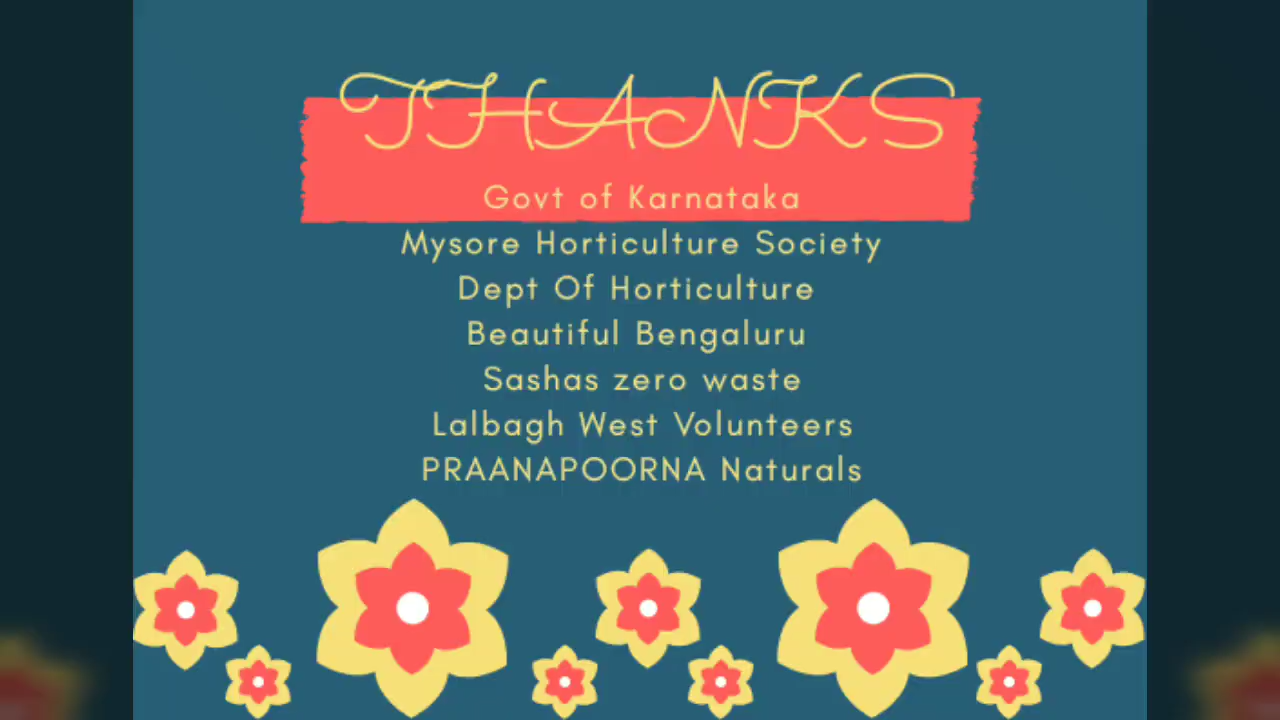 THANKS
Govt of Karnataka
Mysore Horticulture Society
Dept Of Horticulture
Beautiful Bengaluru
Sashas zero waste
Lalbagh West Volunteers
PRAANAPOORNA Naturals